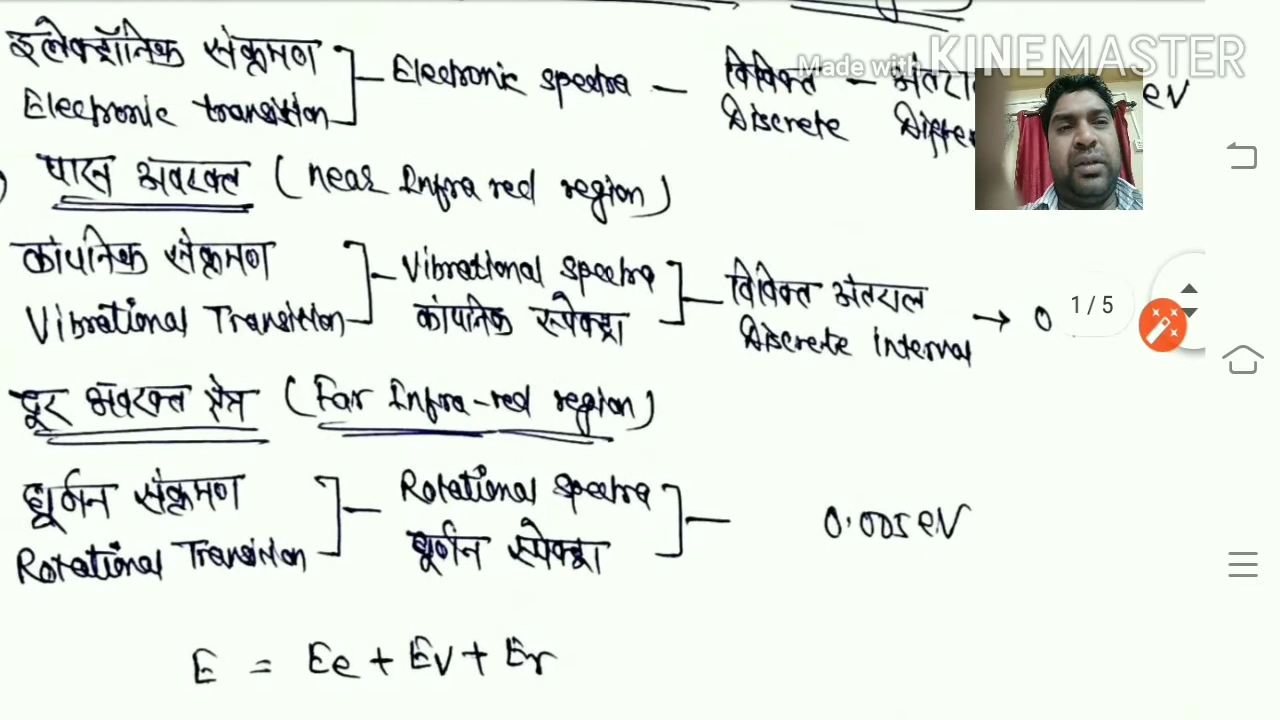 Made with KINEMASTER
इलेक्ट्रॉनिक संक्रमण
Electronic transition
Electronic spectra
विविक्त - अंतरा
Discrete
eV
पास अवरक्त (near Infra red region)
कांपनिक संक्रमण
Vibrational Transition
Vibrational spectra
कांपनिक स्पेक्ट्रा
विविक्त अंतराल
Discrete interval
→ 0
1/5
दूर अवरक्त क्षेत्र (Far Infra-red region)
घूर्णन संक्रमण
Rotational Transition
Rotational spectra
घूर्णन स्पेक्ट्रा
0.005 eV
E = Ee + Ev + Er